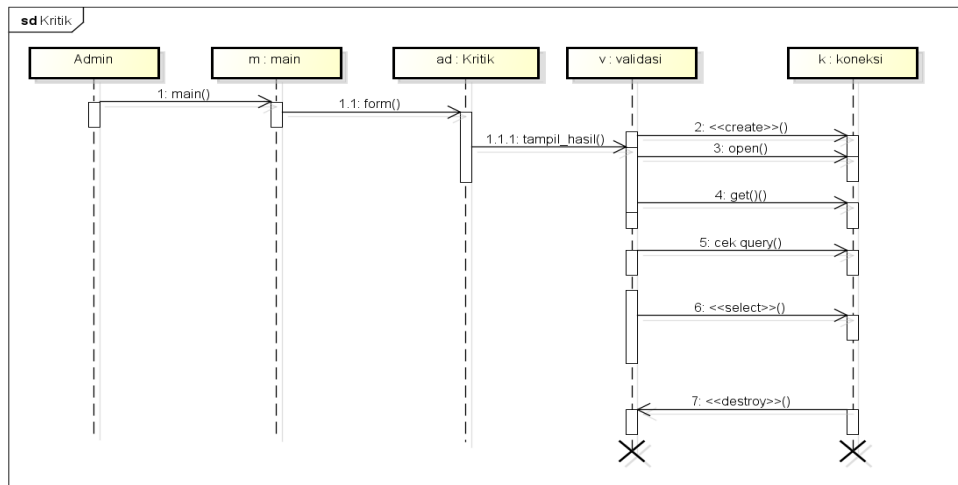 sd Kritik
Admin
m : main
ad : Kritik
v : validasi
k : koneksi
1: main()
1.1: form()
1.1.1: tampil_hasil()
2: <<create>>()
3: open()
4: get()()
5: cek query()
6: <<select>>()
7: <<destroy>>()